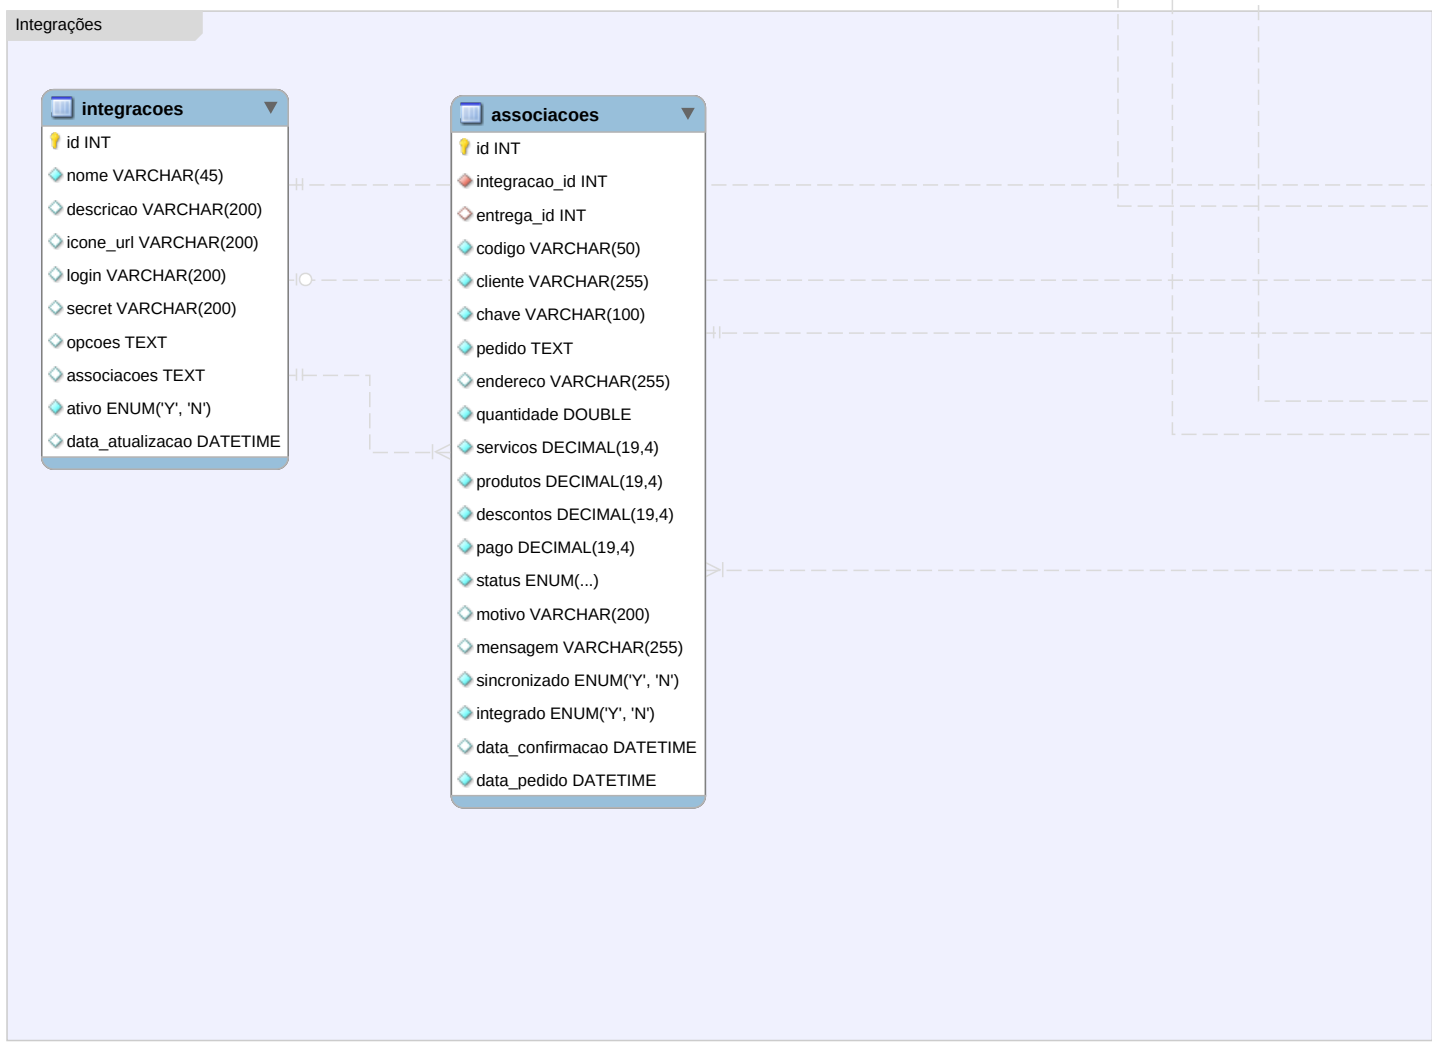 Integrações
integracoes
id INT
nome VARCHAR(45)
descricao VARCHAR(200)
icone_url VARCHAR(200)
login VARCHAR(200)
secret VARCHAR(200)
opcoes TEXT
associacoes TEXT
ativo ENUM('Y', 'N')
data_atualizacao DATETIME
associacoes
id INT
integracao_id INT
entrega_id INT
codigo VARCHAR(50)
cliente VARCHAR(255)
chave VARCHAR(100)
pedido TEXT
endereco VARCHAR(255)
quantidade DOUBLE
servicos DECIMAL(19,4)
produtos DECIMAL(19,4)
descontos DECIMAL(19,4)
pago DECIMAL(19,4)
status ENUM(...)
motivo VARCHAR(200)
mensagem VARCHAR(255)
sincronizado ENUM('Y', 'N')
integrado ENUM('Y', 'N')
data_confirmacao DATETIME
data_pedido DATETIME